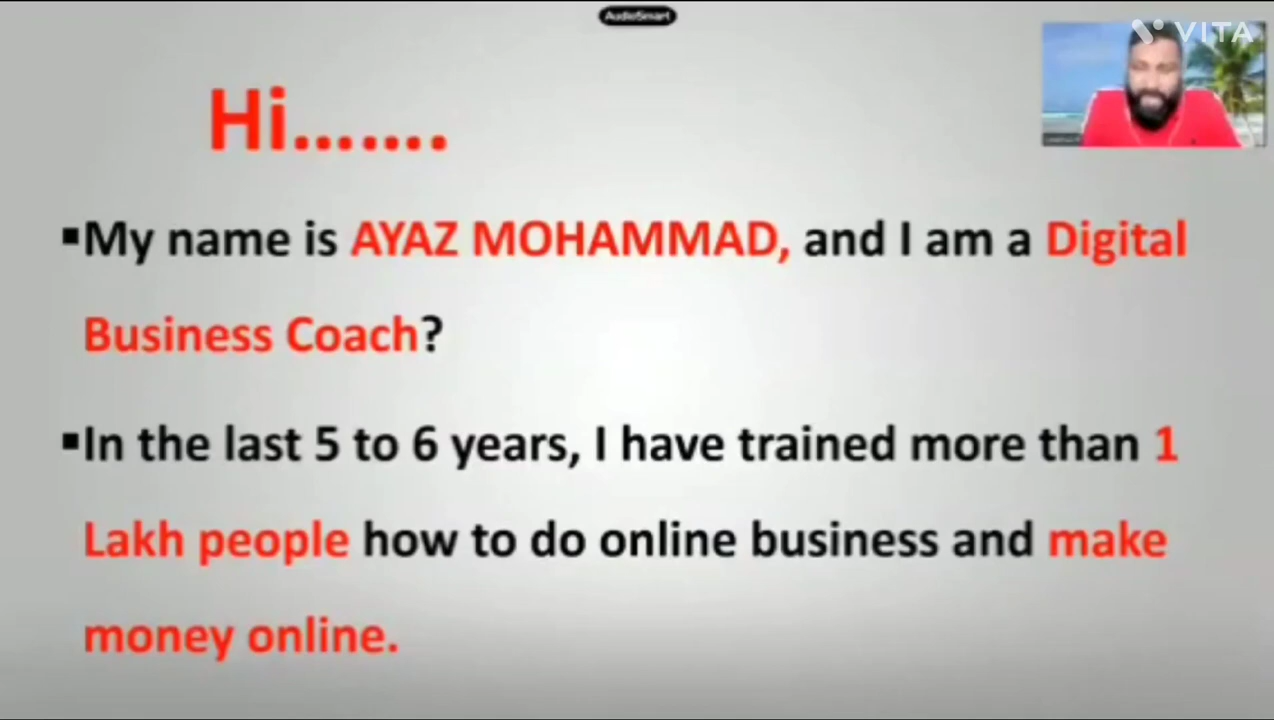 AudioSmart
VITA
Hi.......
▪My name is AYAZ MOHAMMAD, and I am a Digital
Business Coach?
▪In the last 5 to 6 years, I have trained more than 1
Lakh people how to do online business and make
money online.